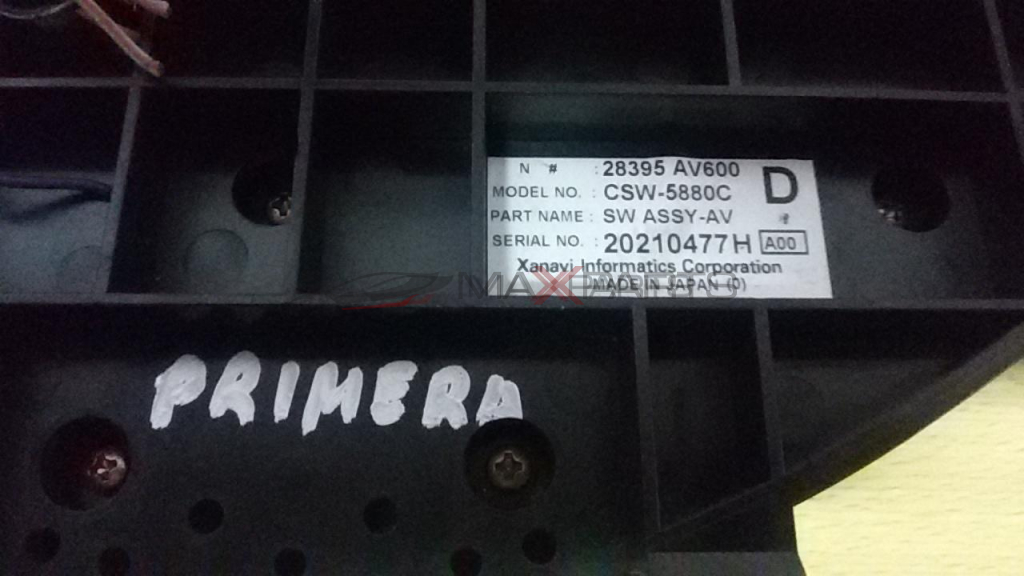 N # : 28395 AV600 D
MODEL NO. : CSW-5880C
PART NAME : SW ASSY-AV
SERIAL NO. : 20210477H A00
Xanavi Informatics Corporation
MADE IN JAPAN (0)
PRIMERA